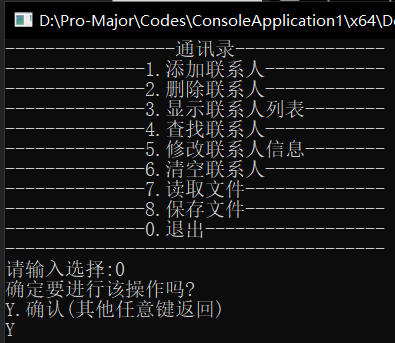 D:\Pro-Major\Codes\ConsoleApplication1\x64\De
-----------------通讯录---------------
--------------1.添加联系人------------
--------------2.删除联系人------------
--------------3.显示联系人列表--------
--------------4.查找联系人------------
--------------5.修改联系人信息--------
--------------6.清空联系人------------
--------------7.读取文件--------------
--------------8.保存文件--------------
--------------0.退出------------------
--------------------------------------
请输入选择:0
确定要进行该操作吗?
Y.确认(其他任意键返回)
Y